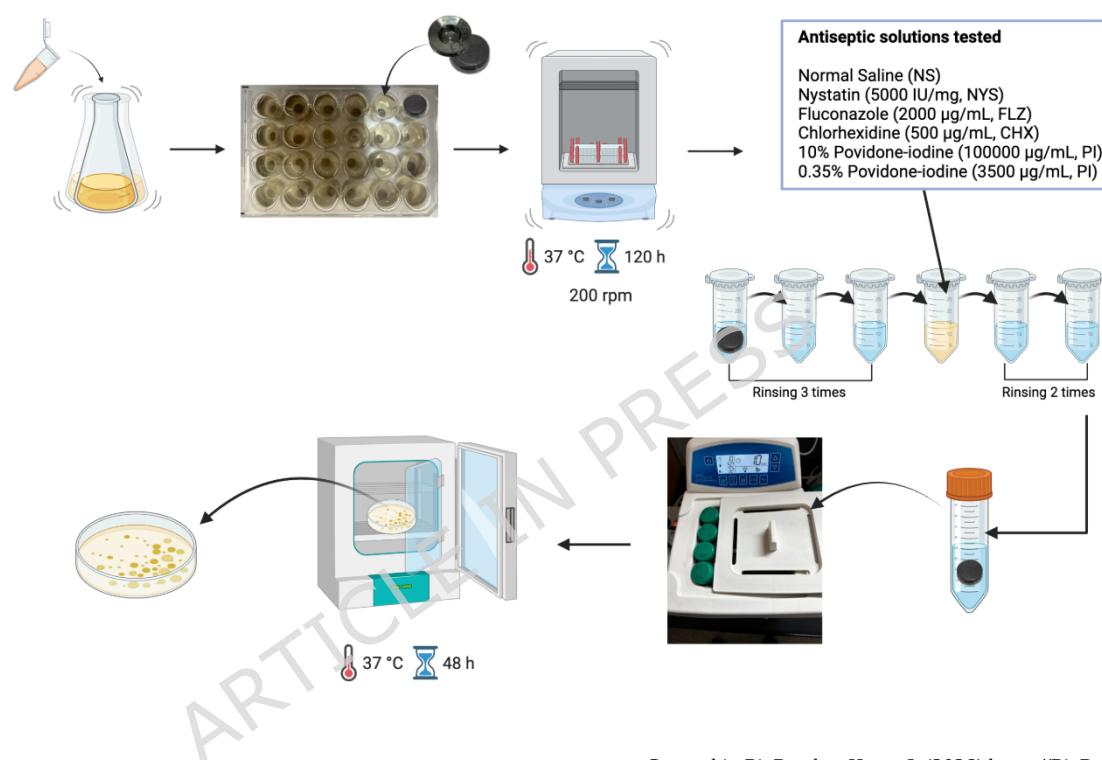 Antiseptic solutions tested
Normal Saline (NS)
Nystatin (5000 IU/mg, NYS)
Fluconazole (2000 µg/mL, FLZ)
Chlorhexidine (500 µg/mL, CHX)
10% Povidone-iodine (100000 µg/mL, PI)
0.35% Povidone-iodine (3500 µg/mL, PI)
37 °C 120 h
200 rpm
Rinsing 3 times
Rinsing 2 times
37 °C 48 h
ARTICLE IN PRESS